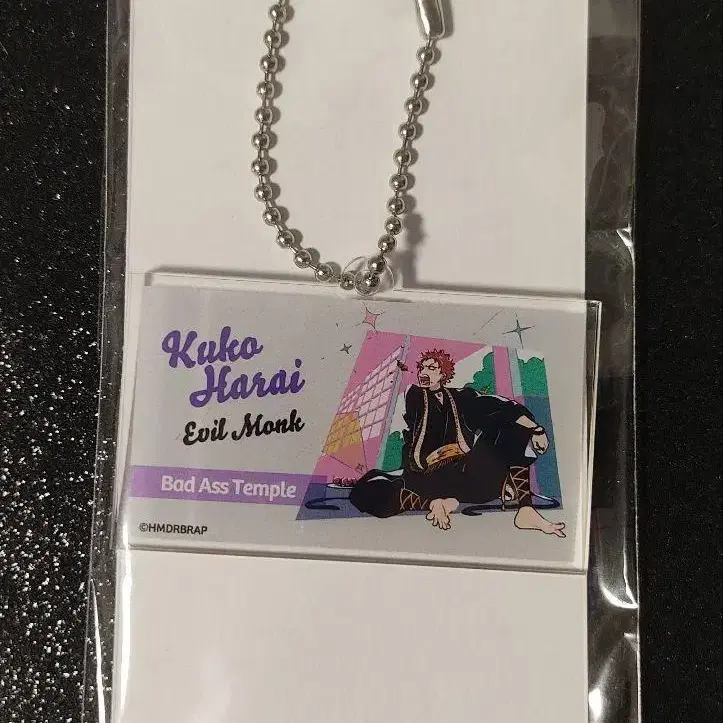 Kuko
Harai
Evil Monk
Bad Ass Temple
©HMDRBRAP